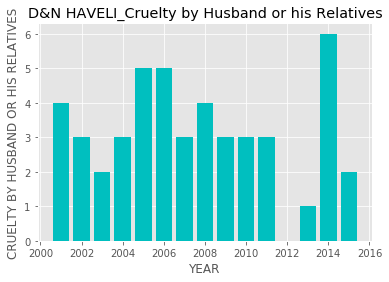 D&N HAVELI_Cruelty by Husband or his Relatives
CRUELTY BY HUSBAND OR HIS RELATIVES
6
5
4
3
2
1
0
2000 2002 2004 2006 2008 2010 2012 2014 2016
YEAR